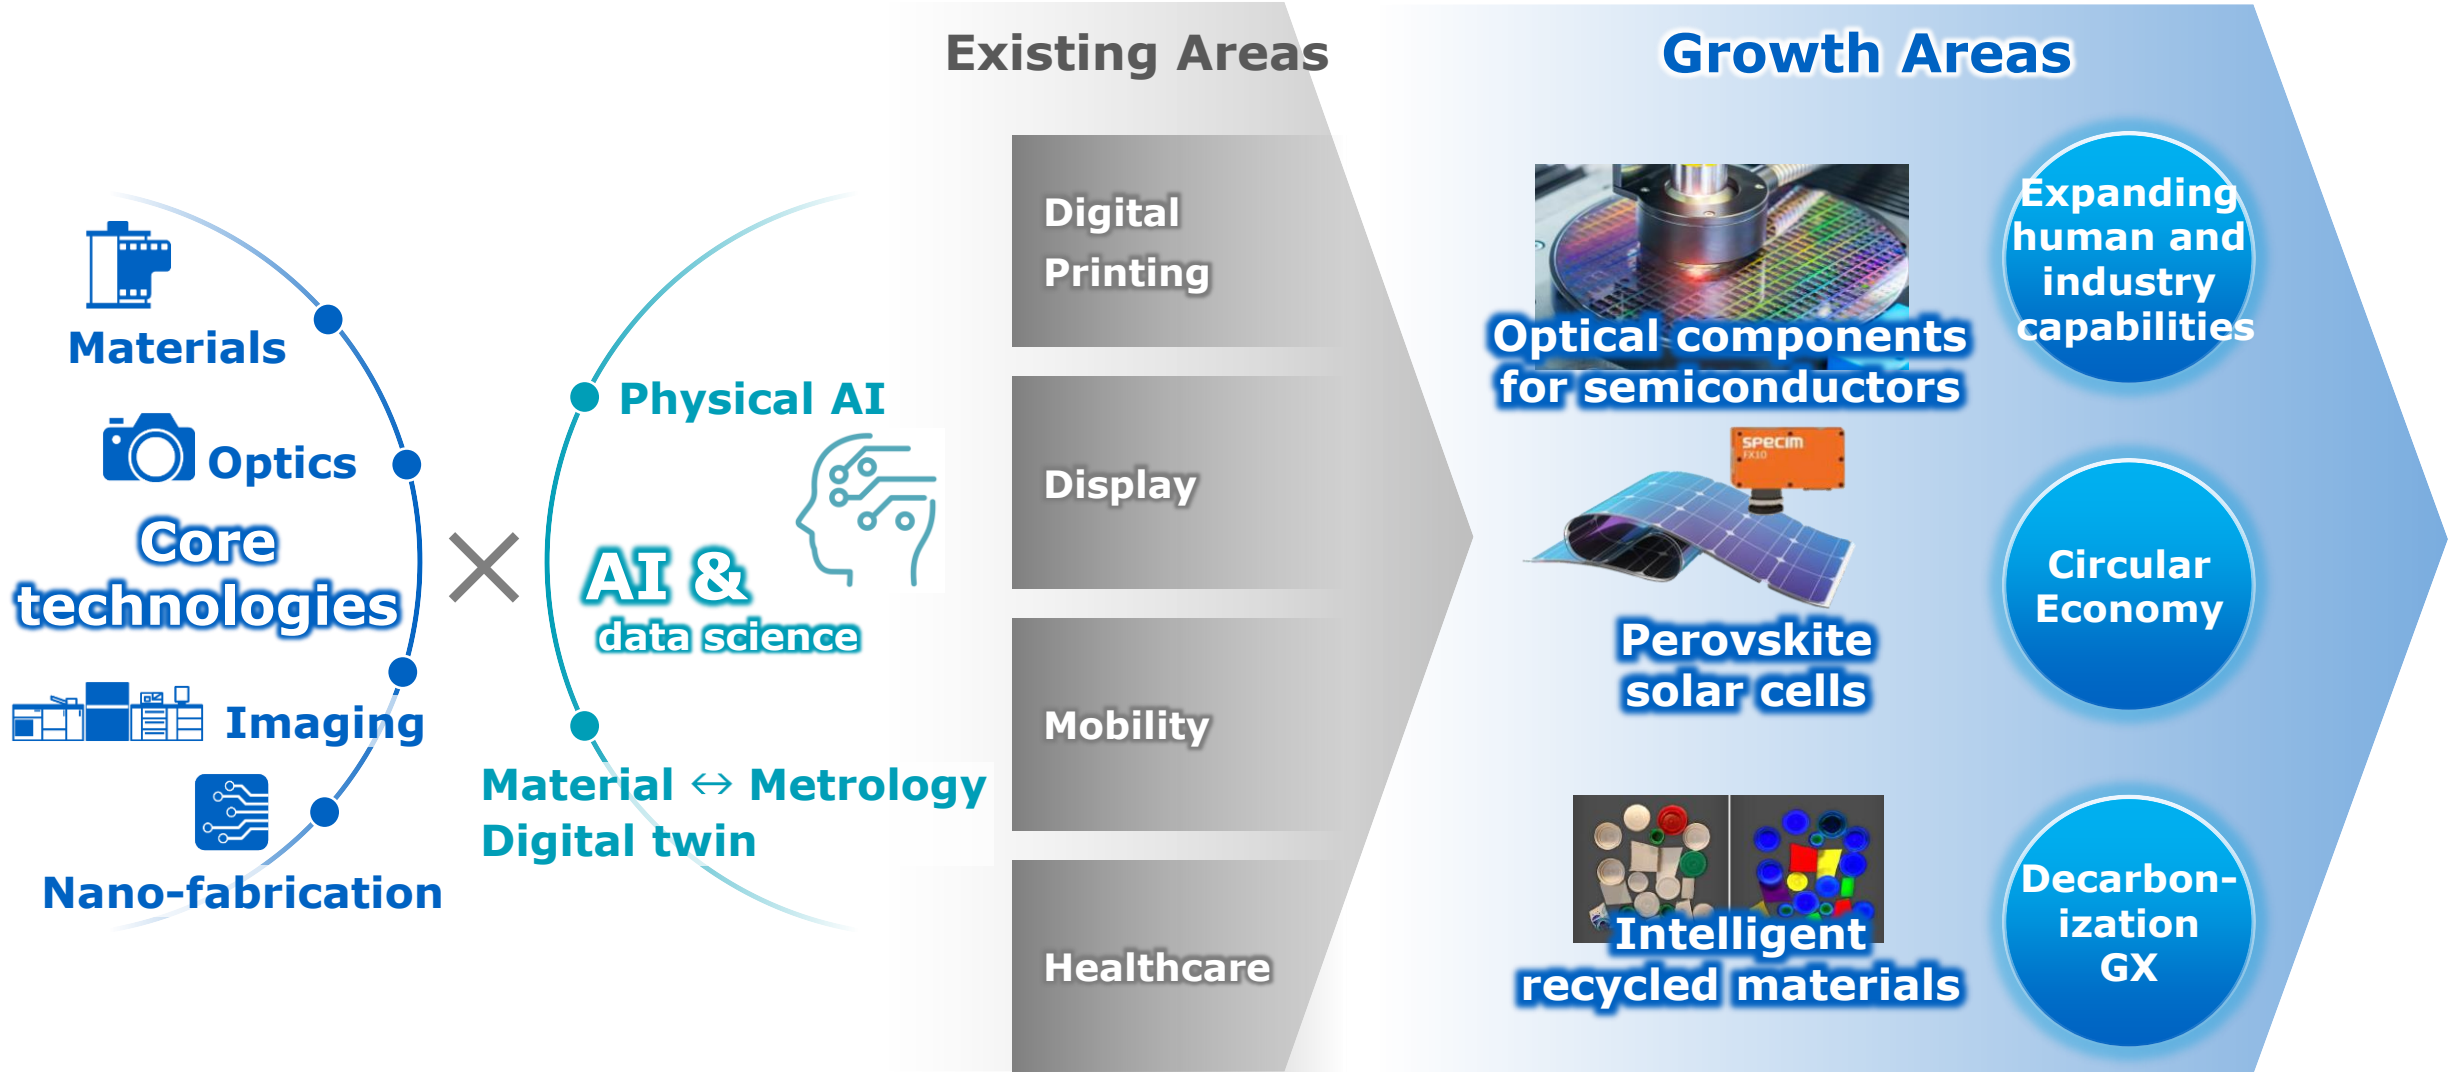 Materials
Optics
Core
technologies
Imaging
Nano-fabrication
Physical AI
AI &
data science
Material ↔ Metrology
Digital twin
Existing Areas
Digital
Printing
Display
Mobility
Healthcare
Growth Areas
Optical components
for semiconductors
SPECIM
FX10
Perovskite
solar cells
Intelligent
recycled materials
Expanding
human and
industry
capabilities
Circular
Economy
Decarbon-
ization
GX